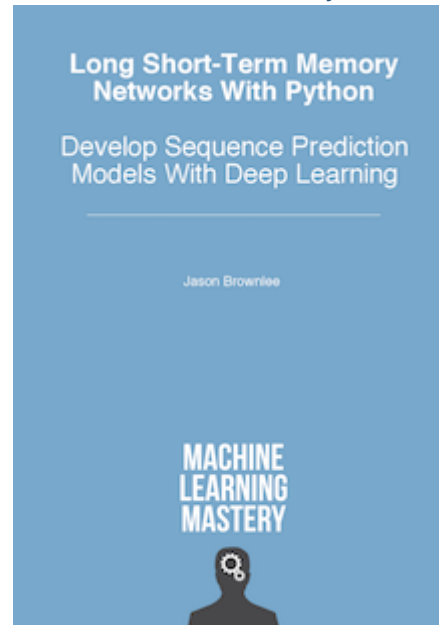 Long Short-Term Memory
Networks With Python
Develop Sequence Prediction
Models With Deep Learning
Jason Brownlee
MACHINE
LEARNING
MASTERY